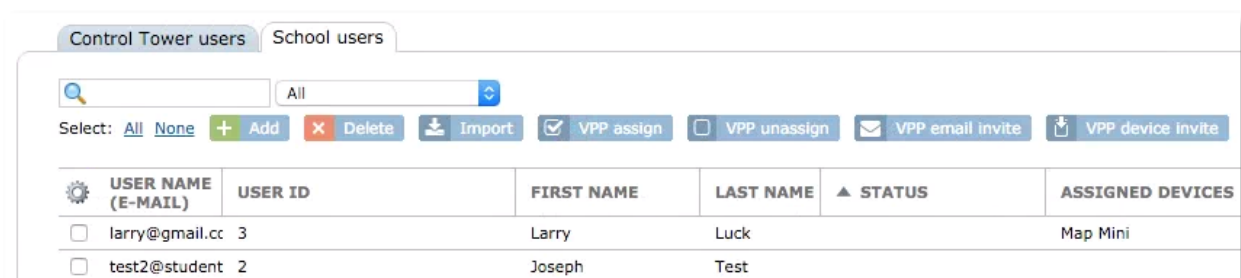 Control Tower users School users
All
Select: All None Add Delete Import VPP assign VPP unassign VPP email invite VPP device invite
USER NAME (E-MAIL) USER ID FIRST NAME LAST NAME ▲ STATUS ASSIGNED DEVICES
larry@gmail.cc 3 Larry Luck Map Mini
test2@student 2 Joseph Test